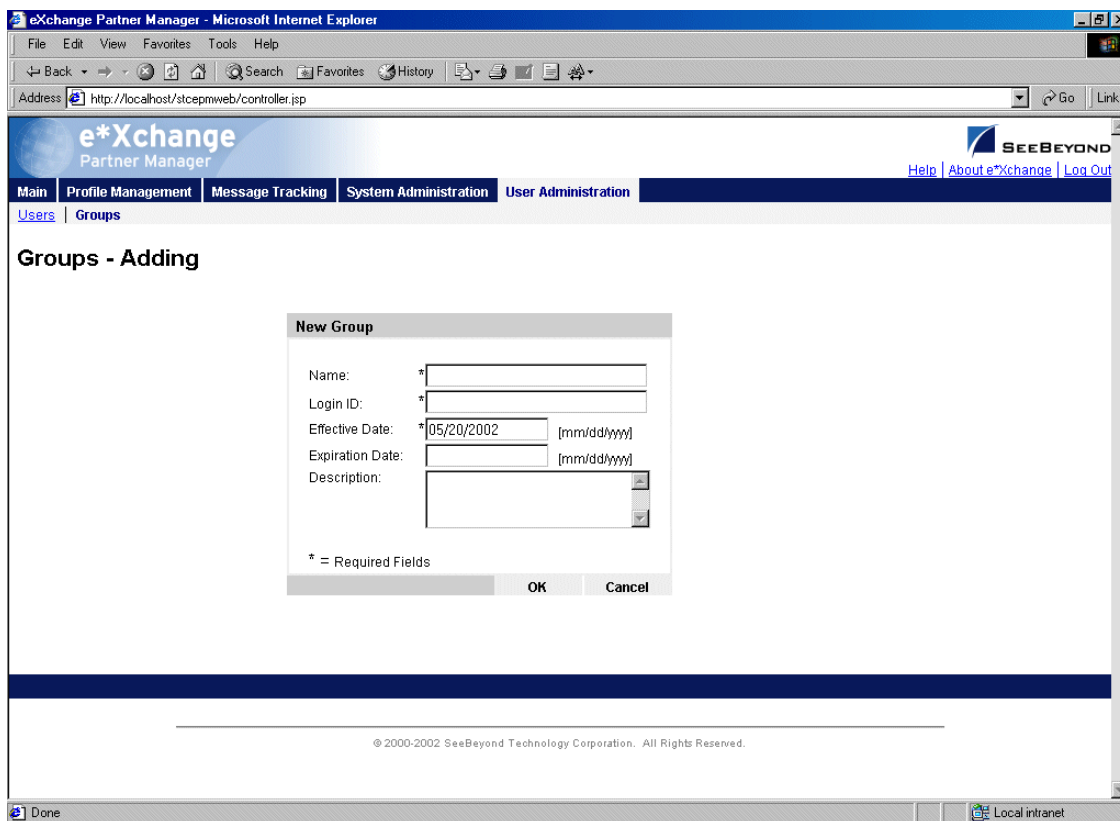 eXchange Partner Manager - Microsoft Internet Explorer
File Edit View Favorites Tools Help
Back Search Favorites History
Address http://localhost/stcepmweb/controller.jsp Go Link
e*Xchange
Partner Manager
SEEBEYOND
Help | About e*Xchange | Log Out
Main Profile Management Message Tracking System Administration User Administration
Users | Groups
Groups - Adding
New Group
Name: *
Login ID: *
Effective Date: *05/20/2002 [mm/dd/yyyy]
Expiration Date: [mm/dd/yyyy]
Description:
* = Required Fields
OK Cancel
© 2000-2002 SeeBeyond Technology Corporation. All Rights Reserved.
Done Local intranet